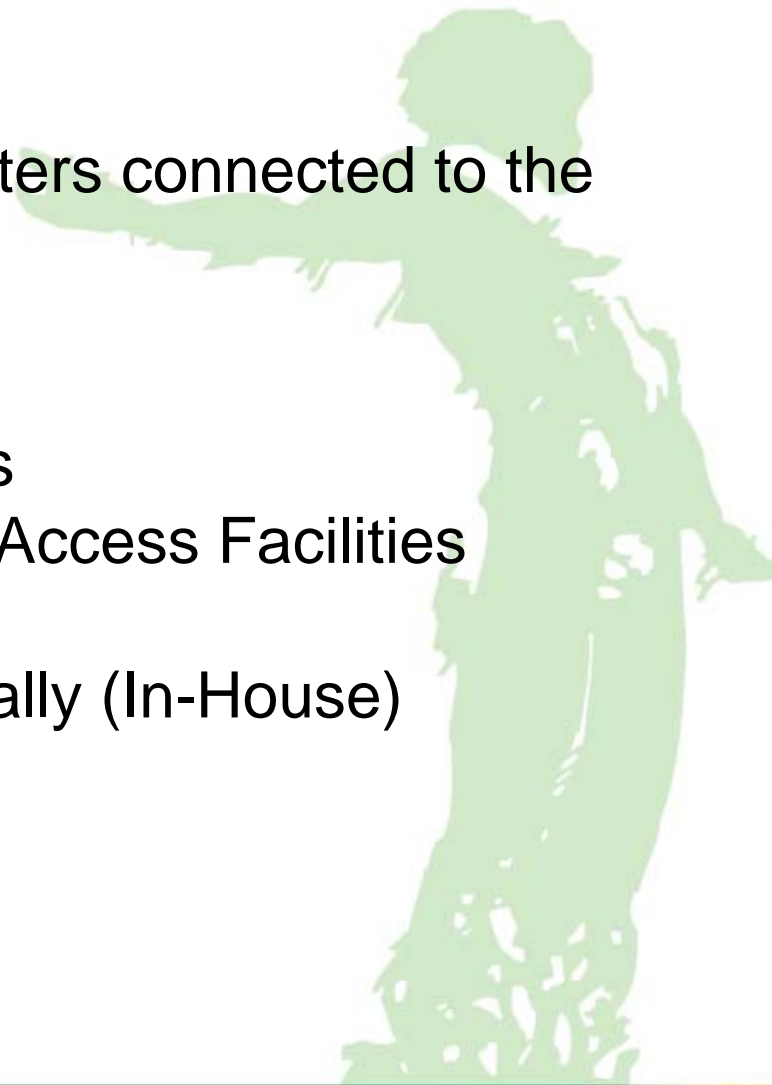 ters connected to the
s
Access Facilities
ally (In-House)